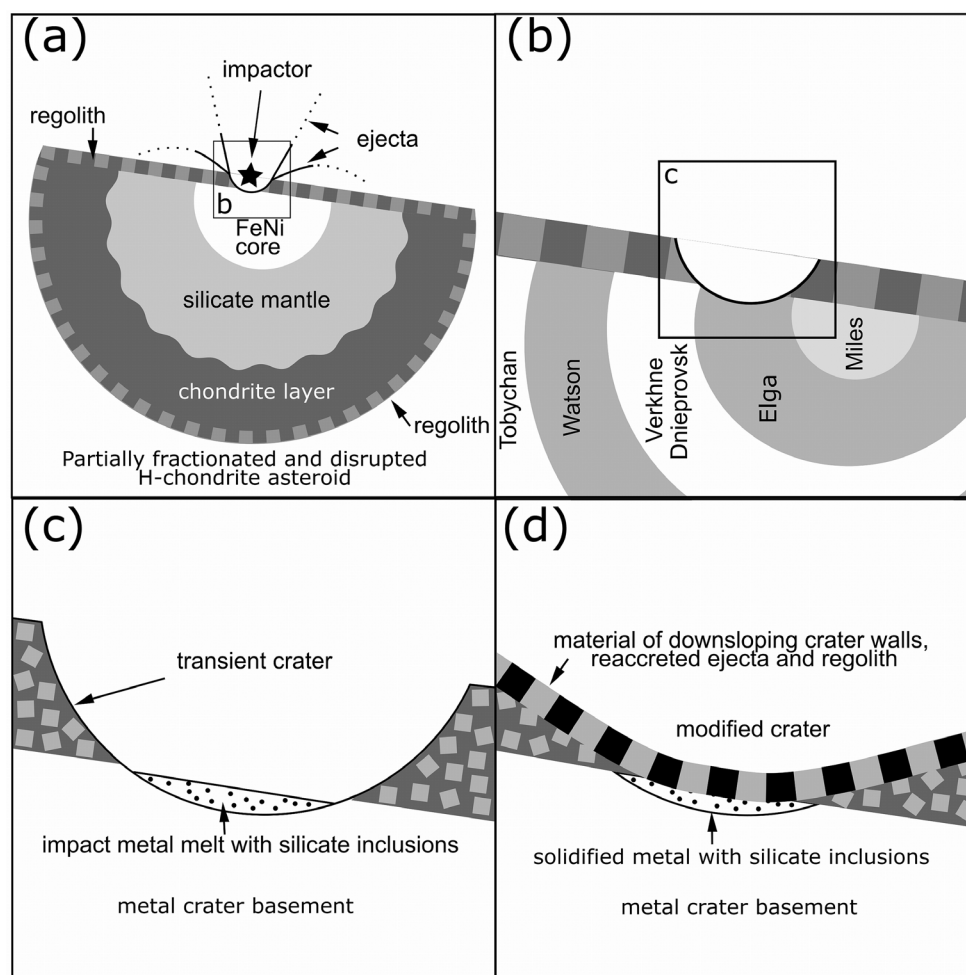 (a)
impactor
regolith
ejecta
b
FeNi
core
silicate mantle
chondrite layer
regolith
Partially fractionated and disrupted
H-chondrite asteroid
(b)
c
Tobychan
Watson
Verkhne
Dnieprovsk
Elga
Miles
(c)
transient crater
impact metal melt with silicate inclusions
metal crater basement
(d)
material of downsloping crater walls,
reaccreted ejecta and regolith
modified crater
solidified metal with silicate inclusions
metal crater basement